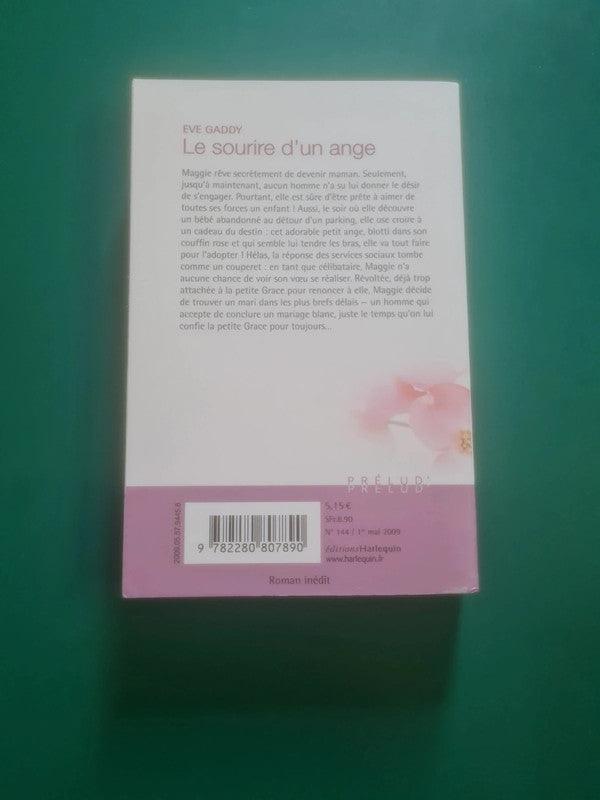 EVE GADDY
Le sourire d'un ange
Maggie rêve secrètement de devenir maman. Seulement,
jusqu'à maintenant, aucun homme n'a su lui donner le désir
de s'engager. Pourtant, elle est sûre d'être prête à aimer de
toutes ses forces un enfant ! Aussi, le soir où elle découvre
un bébé abandonné au détour d'un parking, elle ose croire à
un cadeau du destin : cet adorable petit ange, blotti dans son
couffin rose et qui semble lui tendre les bras, elle va tout faire
pour l'adopter ! Hélas, la réponse des services sociaux tombe
comme un couperet : en tant que célibataire, Maggie n'a
aucune chance de voir son vœu se réaliser. Révoltée, déjà trop
attachée à la petite Grace pour renoncer à elle, Maggie décide
de trouver un mari dans les plus brefs délais — un homme qui
accepte de conclure un mariage blanc, juste le temps qu'on lui
confie la petite Grace pour toujours...
PRÉLUD'
PRÉLUD'
2009.05.57.9445.8
5,15 €
SFr.8.90
N° 144 / 1er mai 2009
éditionsHarlequin
www.harlequin.fr
9 782280 807890
Roman inédit